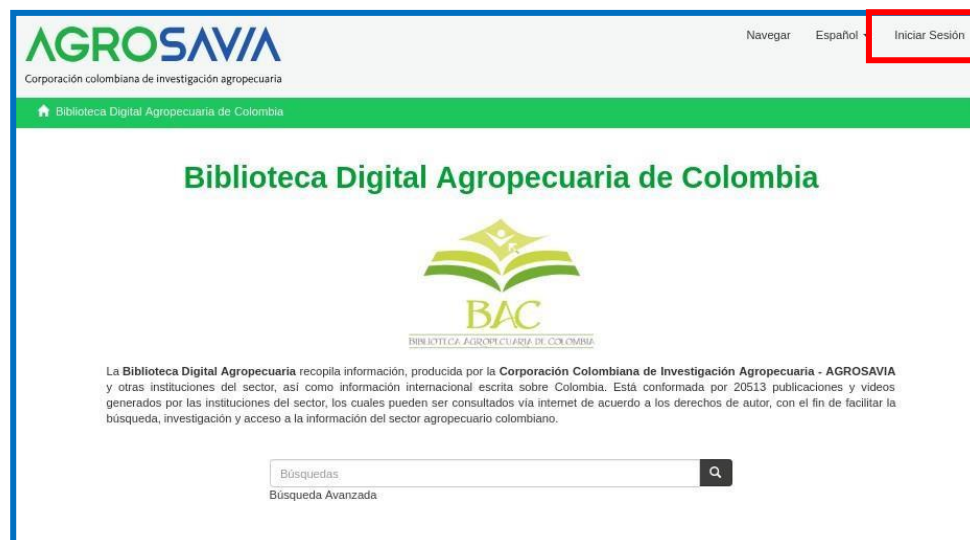 AGROSAVIA
Corporación colombiana de investigación agropecuaria
Navegar Español Iniciar Sesión
Biblioteca Digital Agropecuaria de Colombia
Biblioteca Digital Agropecuaria de Colombia
BAC
BIBLIOTECA AGROPECUARIA DE COLOMBIA
La Biblioteca Digital Agropecuaria recopila información, producida por la Corporación Colombiana de Investigación Agropecuaria - AGROSAVIA
y otras instituciones del sector, así como información internacional escrita sobre Colombia. Está conformada por 20513 publicaciones y videos
generados por las instituciones del sector, los cuales pueden ser consultados vía internet de acuerdo a los derechos de autor, con el fin de facilitar la
búsqueda, investigación y acceso a la información del sector agropecuario colombiano.
Búsquedas
Búsqueda Avanzada